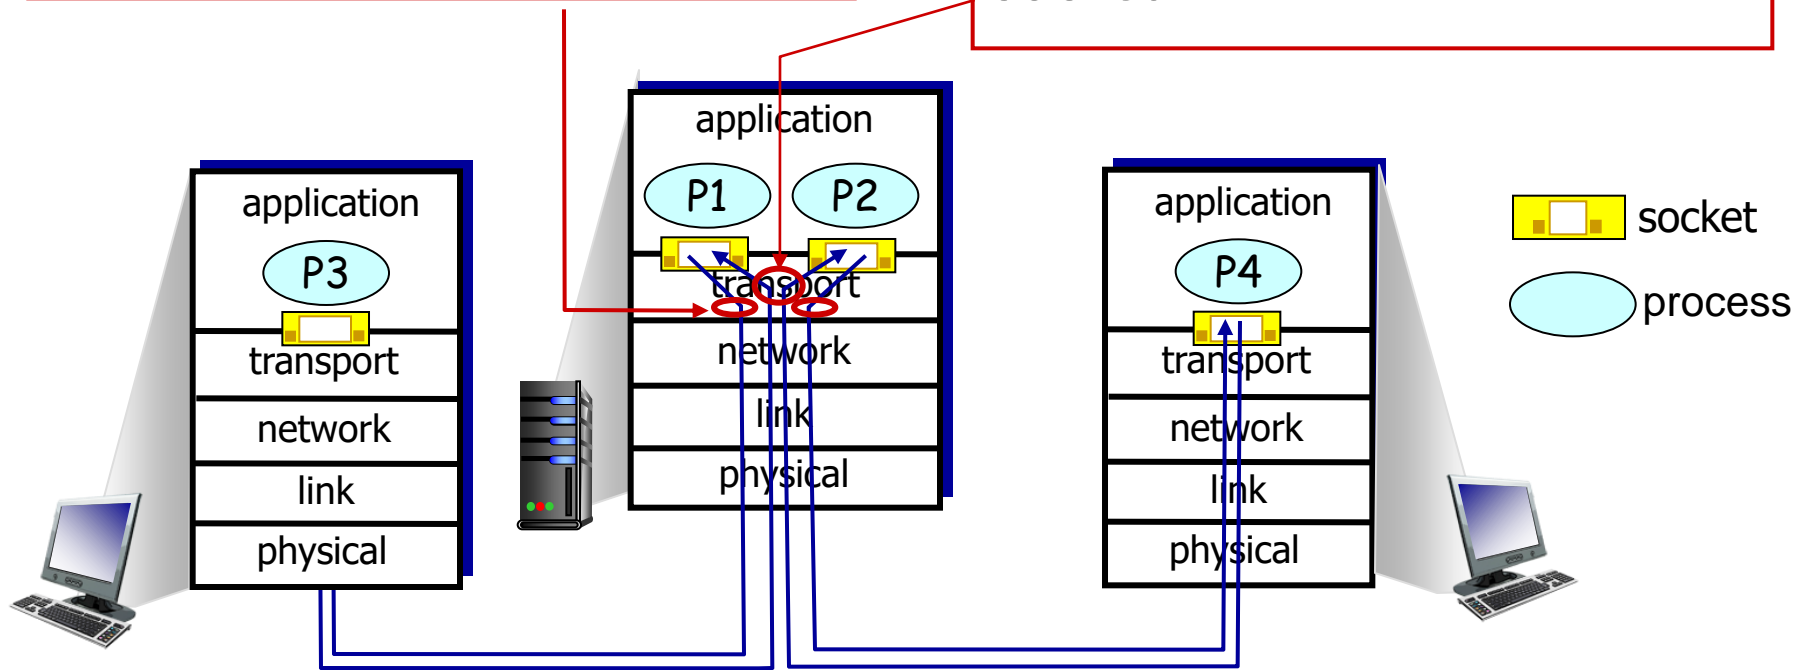 application
P1
P2
transport
network
link
physical
application
P3
transport
network
link
physical
application
P4
transport
network
link
physical
socket
process